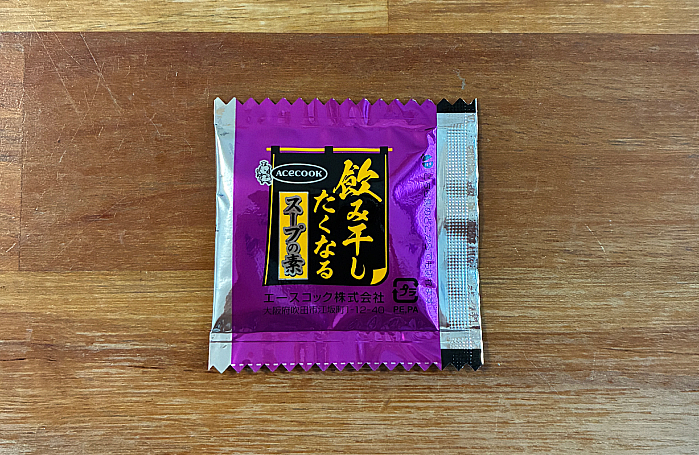 ACECOOK
飲み干し
たくなる
スープの素
エースコック株式会社
大阪府吹田市江坂町1-12-40
プラ
PE,PA